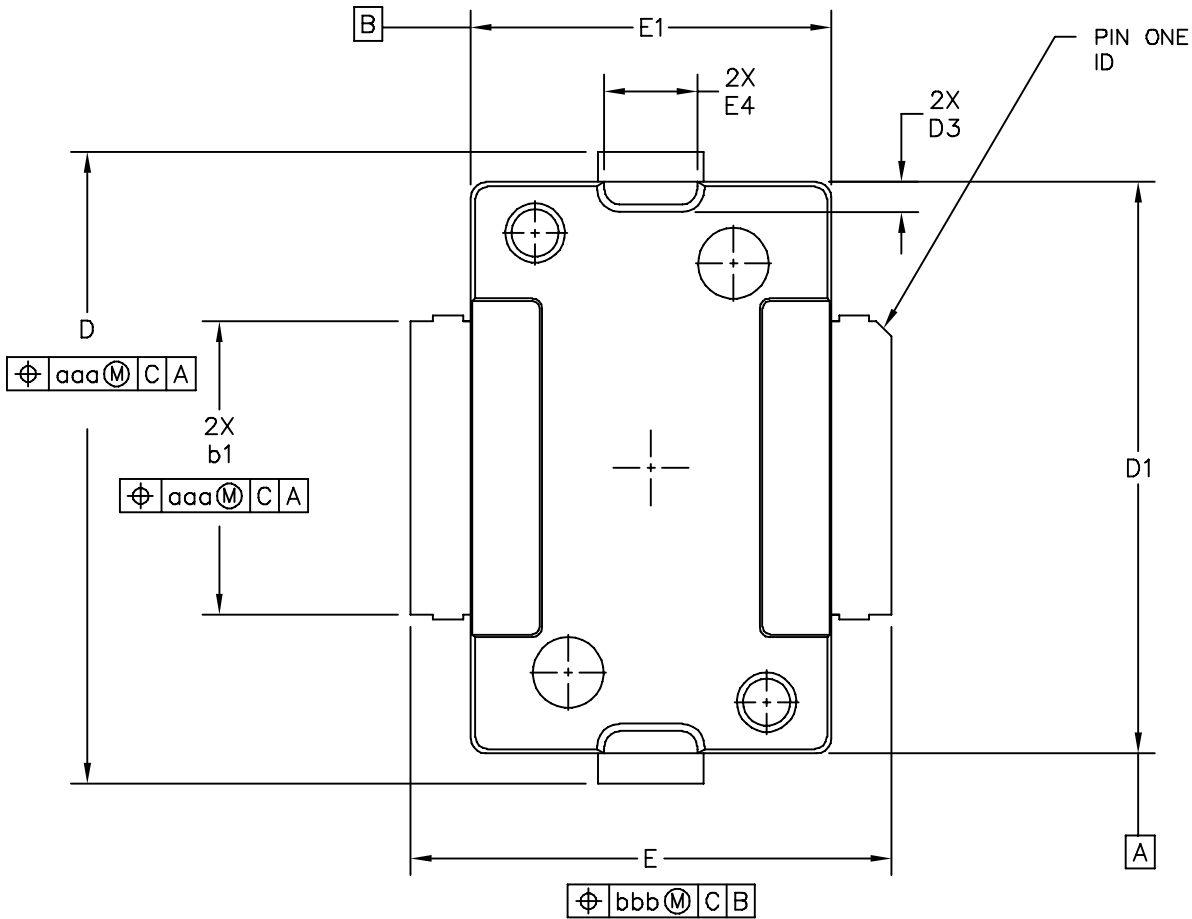 B
E1
PIN ONE
ID
2X
E4
2X
D3
D
⌖ aaa Ⓜ C A
2X
b1
⌖ aaa Ⓜ C A
D1
A
E
⌖ bbb Ⓜ C B